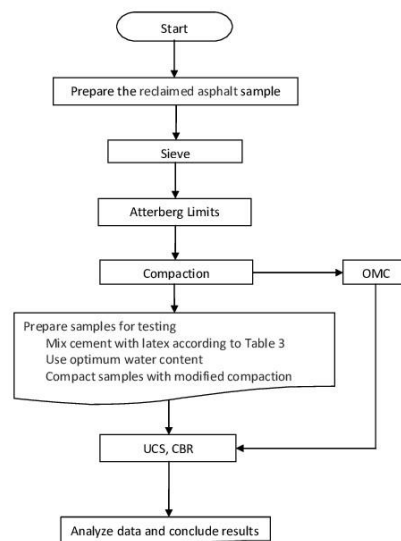 Start
Prepare the reclaimed asphalt sample
Sieve
Atterberg Limits
Compaction
OMC
Prepare samples for testing
Mix cement with latex according to Table 3
Use optimum water content
Compact samples with modified compaction
UCS, CBR
Analyze data and conclude results